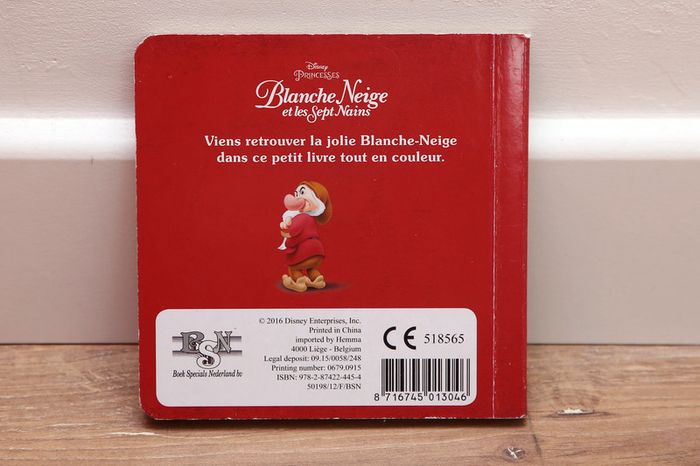 Disney
PRINCESSES
Blanche Neige
et les Sept Nains
Viens retrouver la jolie Blanche-Neige
dans ce petit livre tout en couleur.
BSN
Boek Specials Nederland bv
© 2016 Disney Enterprises, Inc.
Printed in China
imported by Hemma
4000 Liège - Belgium
Legal deposit: 09.15/0058/248
Printing number: 0679.0915
ISBN: 978-2-87422-445-4
50198/12/F/BSN
CE 518565
8 716745 013046